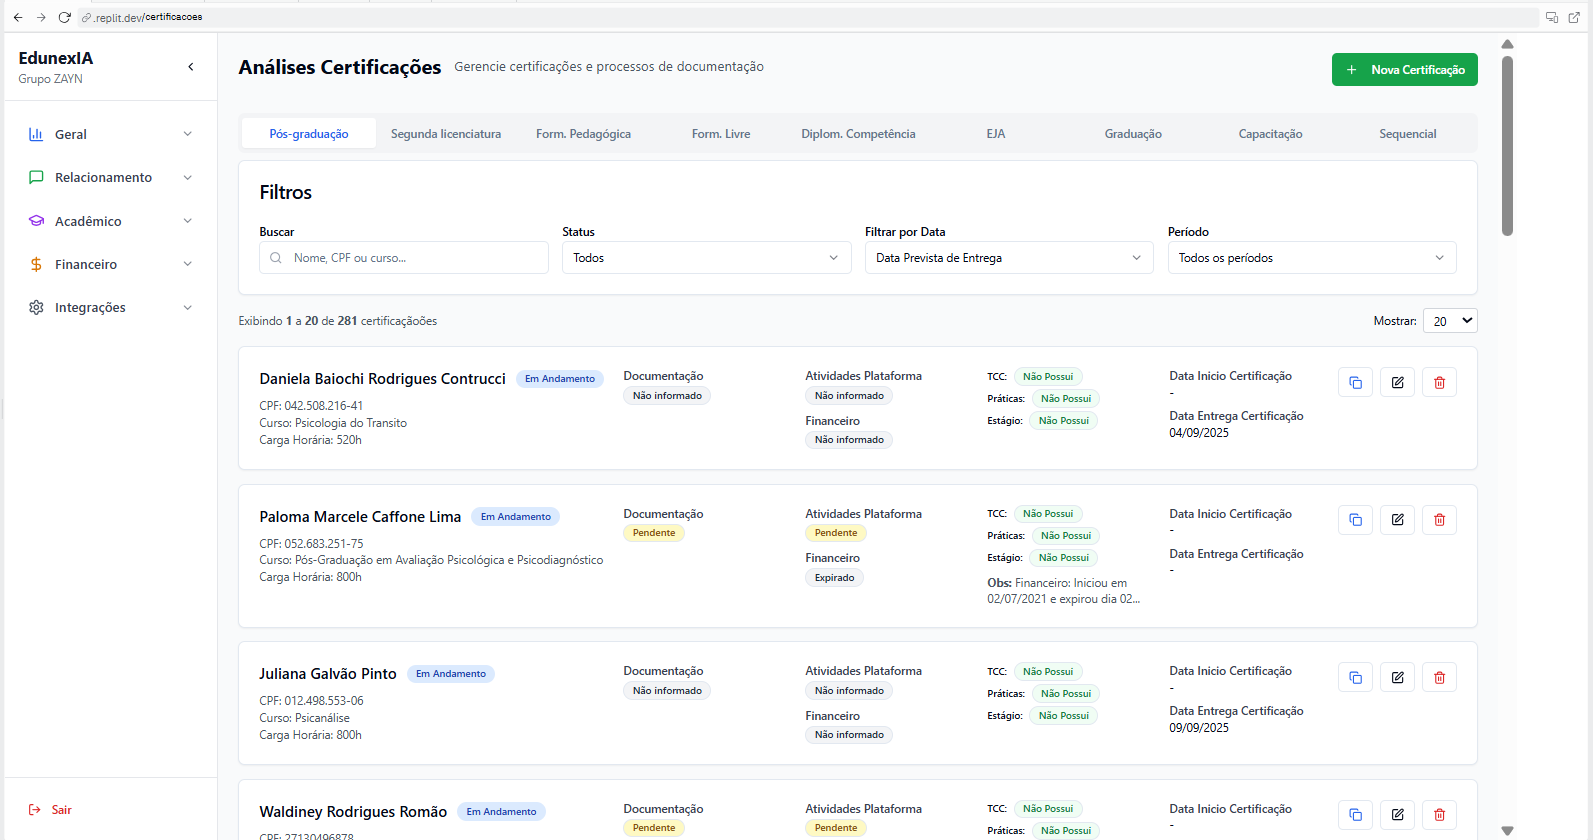 .replit.dev/certificacoes
EdunexIA
Grupo ZAYN
Geral
Relacionamento
Acadêmico
Financeiro
Integrações
Sair
Análises Certificações Gerencie certificações e processos de documentação
+ Nova Certificação
Pós-graduação Segunda licenciatura Form. Pedagógica Form. Livre Diplom. Competência EJA Graduação Capacitação Sequencial
Filtros
Buscar Status Filtrar por Data Período
Nome, CPF ou curso... Todos Data Prevista de Entrega Todos os períodos
Exibindo 1 a 20 de 281 certificaçãoões
Mostrar: 20
Daniela Baiochi Rodrigues Contrucci Em Andamento
CPF: 042.508.216-41
Curso: Psicologia do Transito
Carga Horária: 520h
Documentação
Não informado
Atividades Plataforma
Não informado
Financeiro
Não informado
TCC: Não Possui
Práticas: Não Possui
Estágio: Não Possui
Data Inicio Certificação
-
Data Entrega Certificação
04/09/2025
Paloma Marcele Caffone Lima Em Andamento
CPF: 052.683.251-75
Curso: Pós-Graduação em Avaliação Psicológica e Psicodiagnóstico
Carga Horária: 800h
Documentação
Pendente
Atividades Plataforma
Pendente
Financeiro
Expirado
TCC: Não Possui
Práticas: Não Possui
Estágio: Não Possui
Obs: Financeiro: Iniciou em
02/07/2021 e expirou dia 02...
Data Inicio Certificação
-
Data Entrega Certificação
-
Juliana Galvão Pinto Em Andamento
CPF: 012.498.553-06
Curso: Psicanálise
Carga Horária: 800h
Documentação
Não informado
Atividades Plataforma
Não informado
Financeiro
Não informado
TCC: Não Possui
Práticas: Não Possui
Estágio: Não Possui
Data Inicio Certificação
-
Data Entrega Certificação
09/09/2025
Waldiney Rodrigues Romão Em Andamento
CPF: 27130496878
Documentação
Pendente
Atividades Plataforma
Pendente
TCC: Não Possui
Práticas: Não Possui
Data Inicio Certificação
-